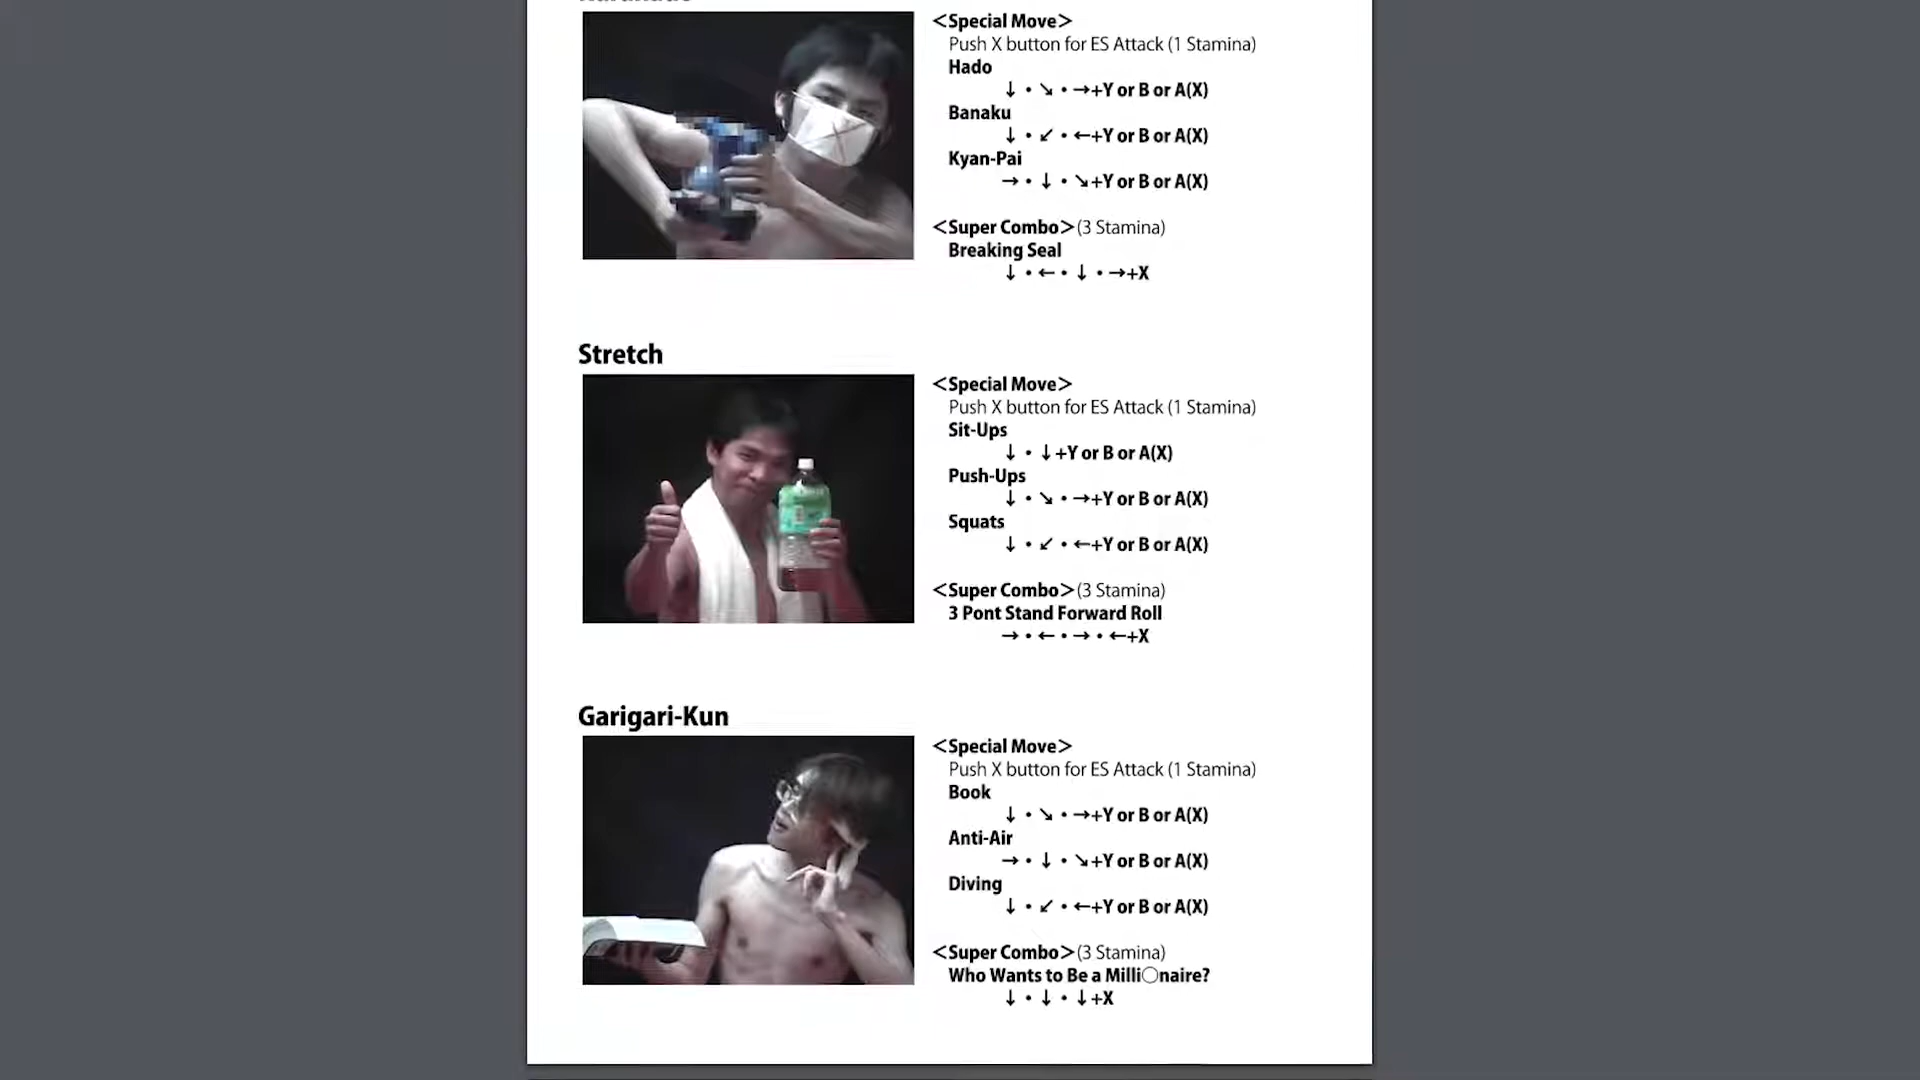 <Special Move>
Push X button for ES Attack (1 Stamina)
Hado
↓・↘・→+Y or B or A(X)
Banaku
↓・↙・←+Y or B or A(X)
Kyan-Pai
→・↓・↘+Y or B or A(X)
<Super Combo> (3 Stamina)
Breaking Seal
↓・←・↓・→+X
Stretch
<Special Move>
Push X button for ES Attack (1 Stamina)
Sit-Ups
↓・↓+Y or B or A(X)
Push-Ups
↓・↘・→+Y or B or A(X)
Squats
↓・↙・←+Y or B or A(X)
<Super Combo> (3 Stamina)
3 Pont Stand Forward Roll
→・←・→・←+X
Garigari-Kun
<Special Move>
Push X button for ES Attack (1 Stamina)
Book
↓・↘・→+Y or B or A(X)
Anti-Air
→・↓・↘+Y or B or A(X)
Diving
↓・↙・←+Y or B or A(X)
<Super Combo> (3 Stamina)
Who Wants to Be a Milli◯naire?
↓・↓・↓+X